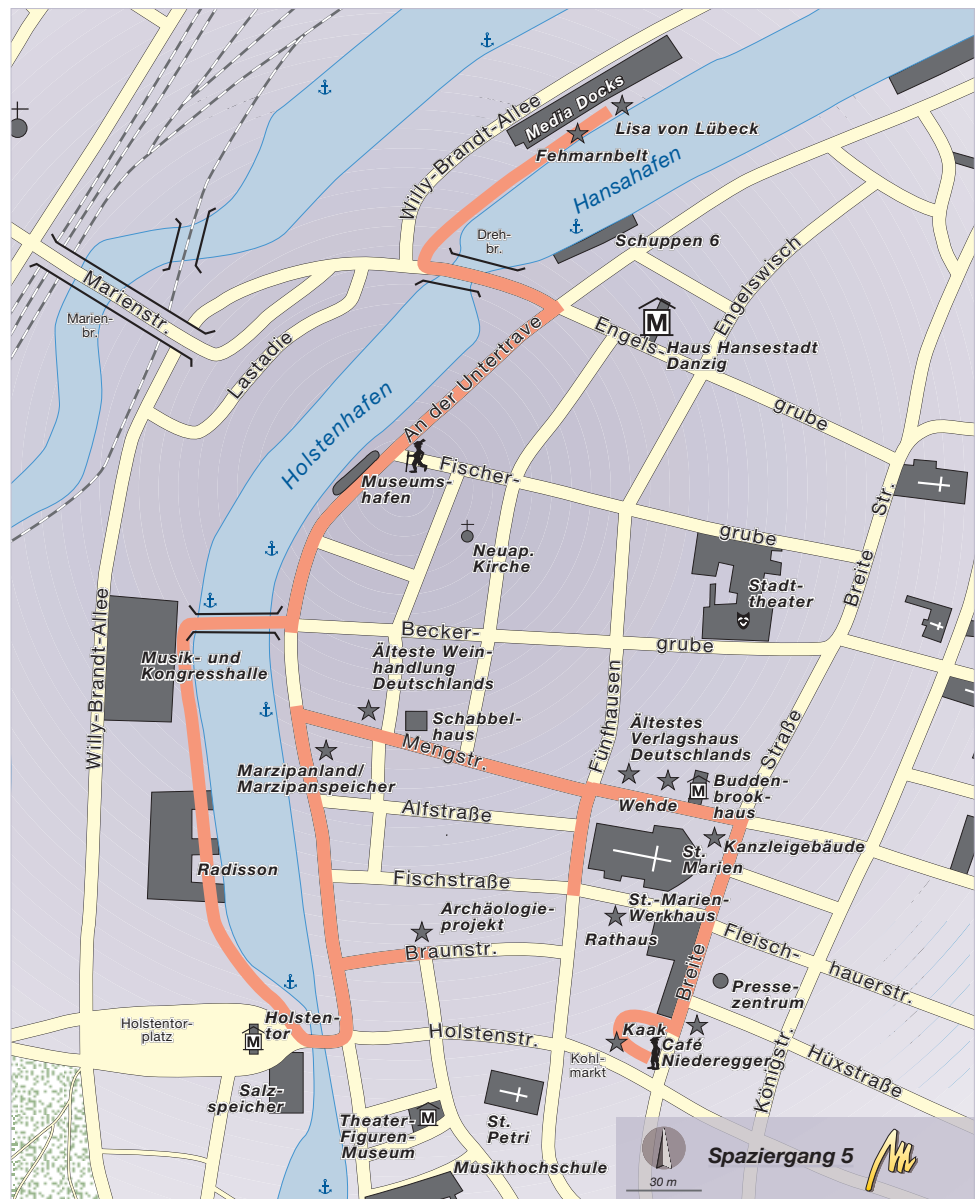 Willy-Brandt-Allee
Media Docks
Lisa von Lübeck
Fehmarnbelt
Hansahafen
Dreh-
br.
Schuppen 6
Marienstr.
Marien-
br.
Lastadie
Engelswisch
M
Engels-
Haus Hansestadt
Danzig
grube
An der Untertrave
Holstenhafen
Fischer-
Museums-
hafen
grube
Breite Str.
Neuap.
Kirche
Stadt-
theater
Willy-Brandt-Allee
Becker-
grube
Musik- und
Kongresshalle
Älteste Wein-
handlung
Deutschlands
Schabbel-
haus
Mengstr.
Fünfhausen
Ältestes
Verlagshaus
Deutschlands
Straße
Marzipanland/
Marzipanspeicher
Wehde
M
Buddenbrook-
haus
Alfstraße
Kanzleigebäude
St.
Marien
Radisson
Fischstraße
St.-Marien-
Werkhaus
Archäologie-
projekt
Rathaus
Braunstr.
Fleisch-
hauerstr.
Breite
Presse-
zentrum
Holstentor-
platz
M
Holsten-
tor
Holstenstr.
Kaak
Café
Niederegger
Kohl-
markt
Königstr.
Hüxstraße
Salz-
speicher
Theater-
Figuren-
Museum
M
St.
Petri
Musikhochschule
Spaziergang 5
30 m